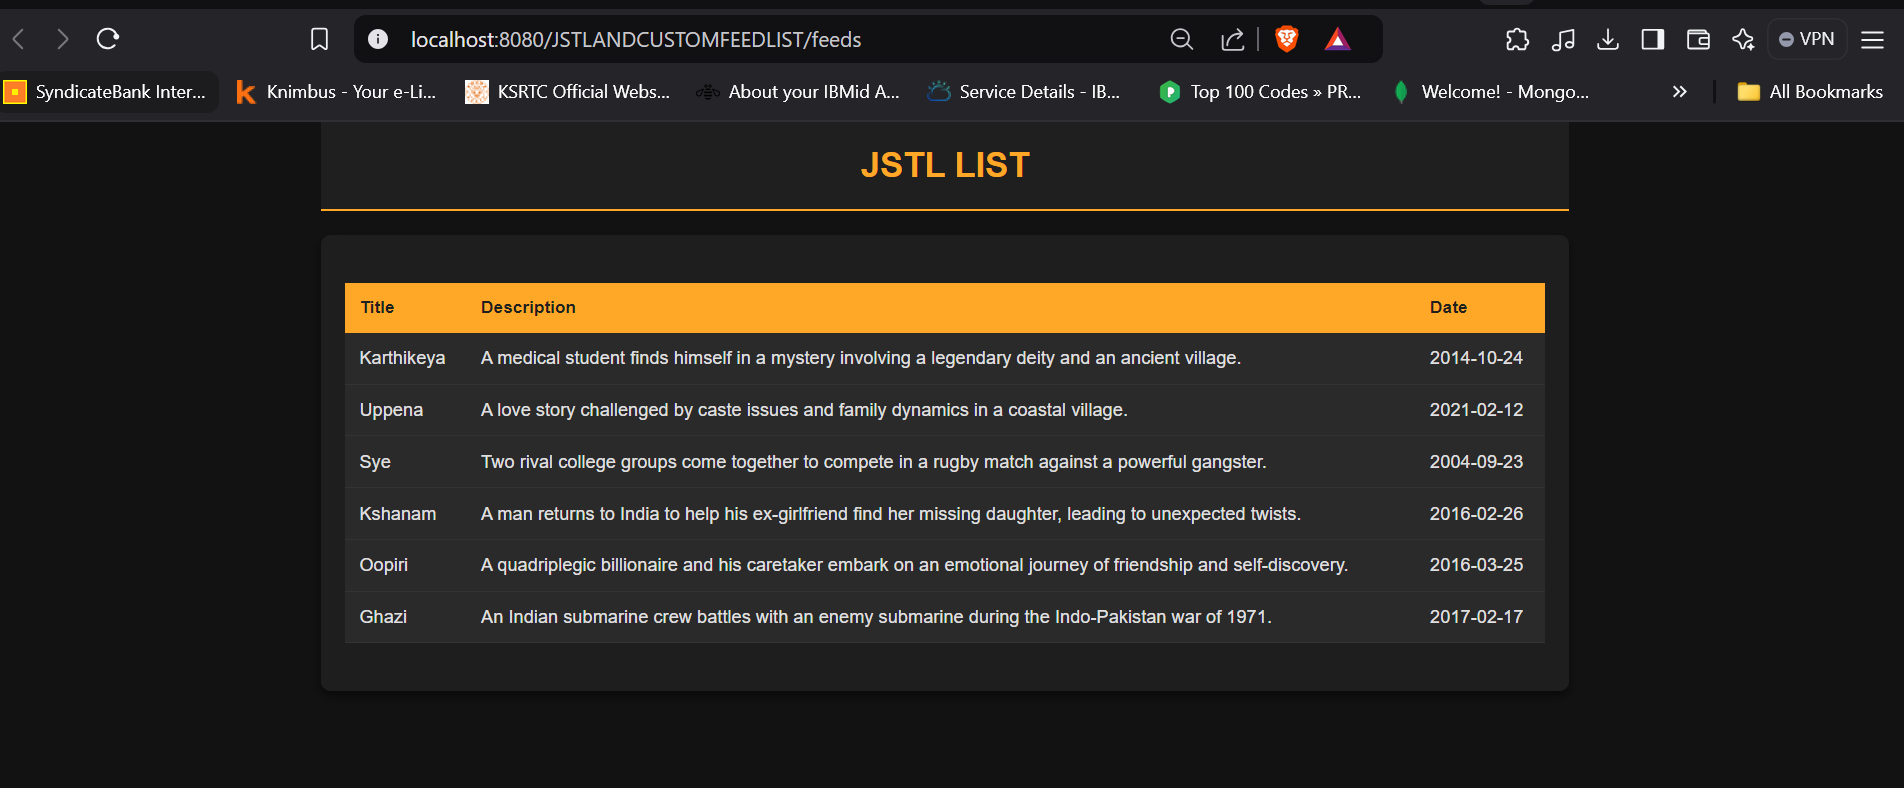 localhost:8080/JSTLANDCUSTOMFEEDLIST/feeds
VPN
SyndicateBank Inter...
Knimbus - Your e-Li...
KSRTC Official Webs...
About your IBMid A...
Service Details - IB...
Top 100 Codes » PR...
Welcome! - Mongo...
All Bookmarks
JSTL LIST
Title Description Date
Karthikeya A medical student finds himself in a mystery involving a legendary deity and an ancient village. 2014-10-24
Uppena A love story challenged by caste issues and family dynamics in a coastal village. 2021-02-12
Sye Two rival college groups come together to compete in a rugby match against a powerful gangster. 2004-09-23
Kshanam A man returns to India to help his ex-girlfriend find her missing daughter, leading to unexpected twists. 2016-02-26
Oopiri A quadriplegic billionaire and his caretaker embark on an emotional journey of friendship and self-discovery. 2016-03-25
Ghazi An Indian submarine crew battles with an enemy submarine during the Indo-Pakistan war of 1971. 2017-02-17